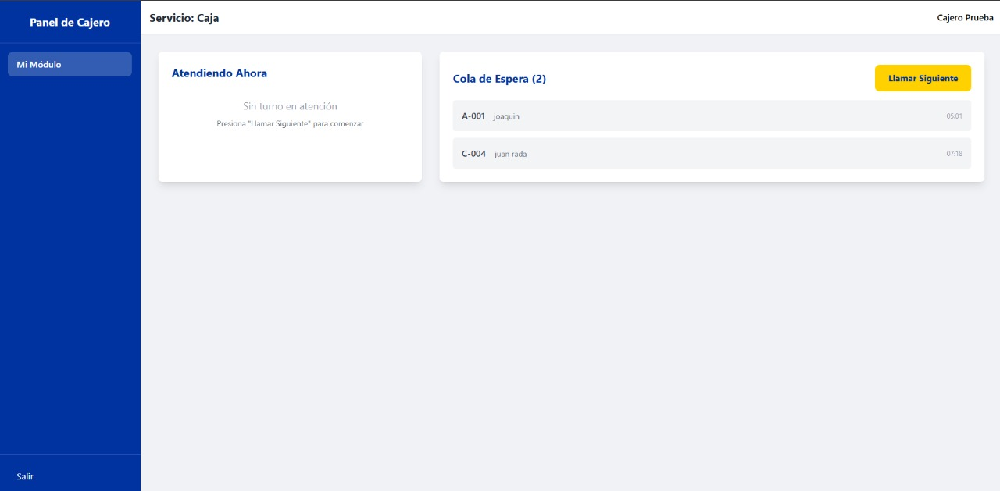 Panel de Cajero
Mi Módulo
Salir
Servicio: Caja
Cajero Prueba
Atendiendo Ahora
Sin turno en atención
Presiona "Llamar Siguiente" para comenzar
Cola de Espera (2)
Llamar Siguiente
A-001 joaquin 05:01
C-004 juan rada 07:18